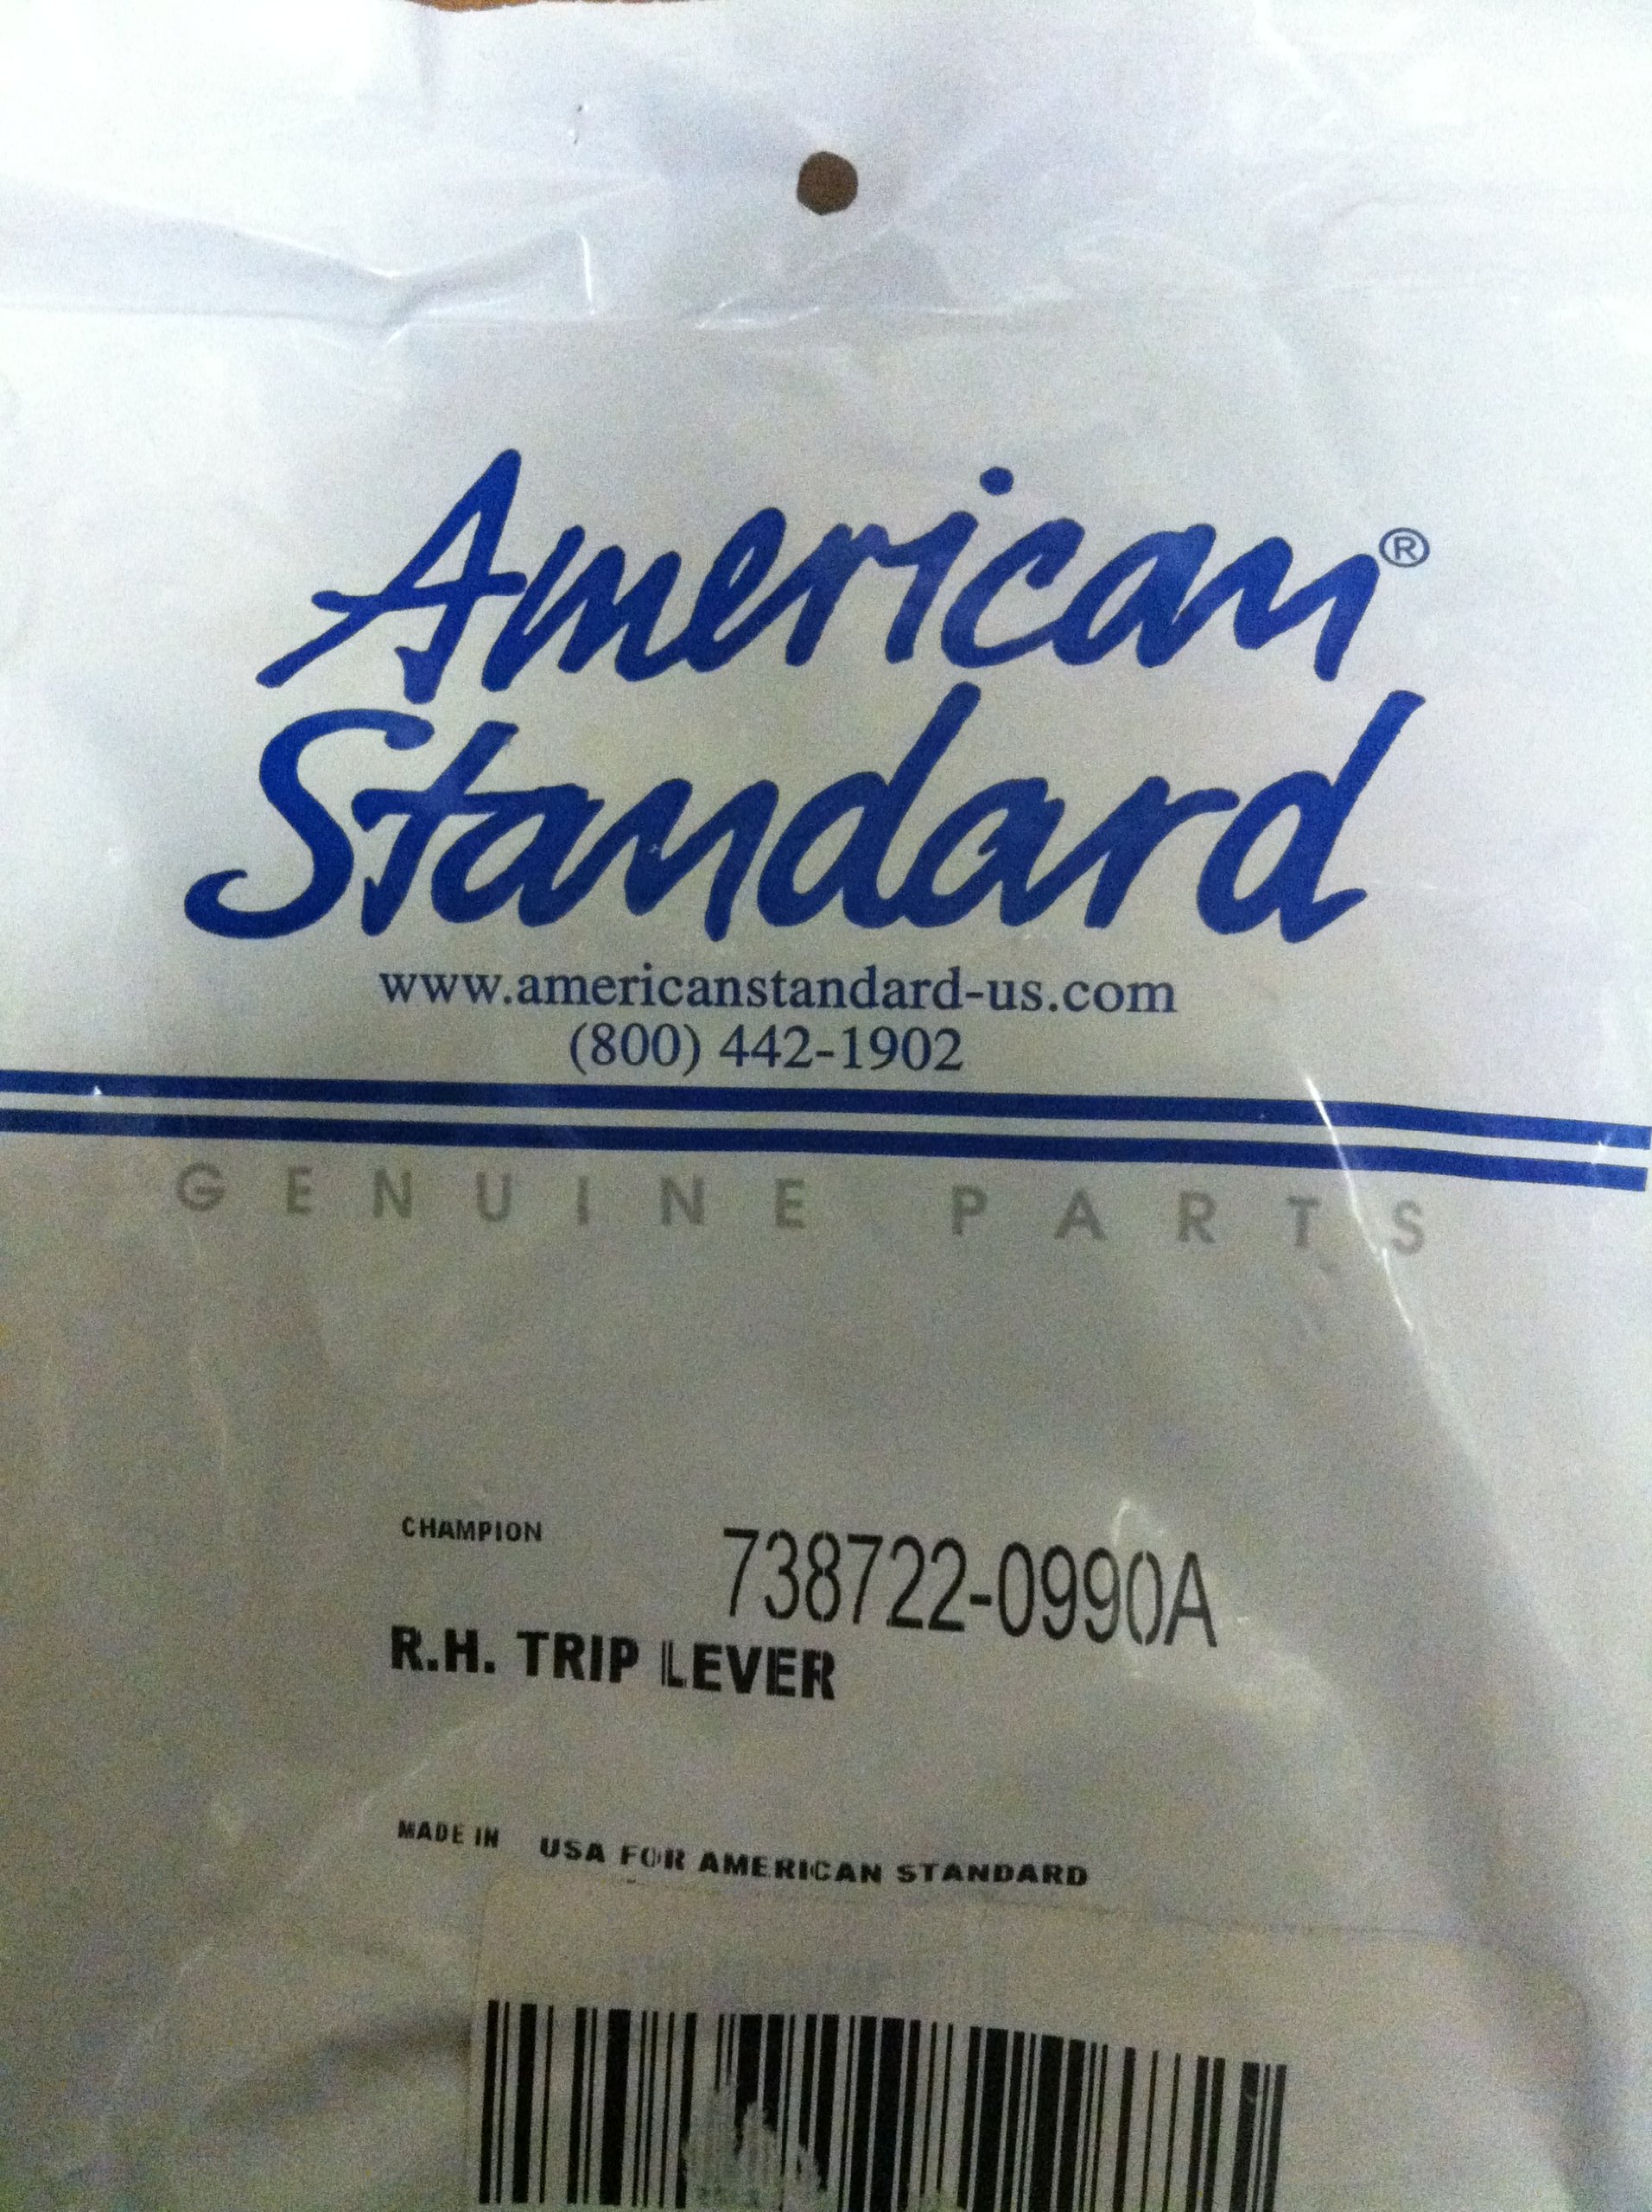 American®
Standard
www.americanstandard-us.com
(800) 442-1902
GENUINE PARTS
CHAMPION 738722-0990A
R.H. TRIP LEVER
MADE IN USA FOR AMERICAN STANDARD